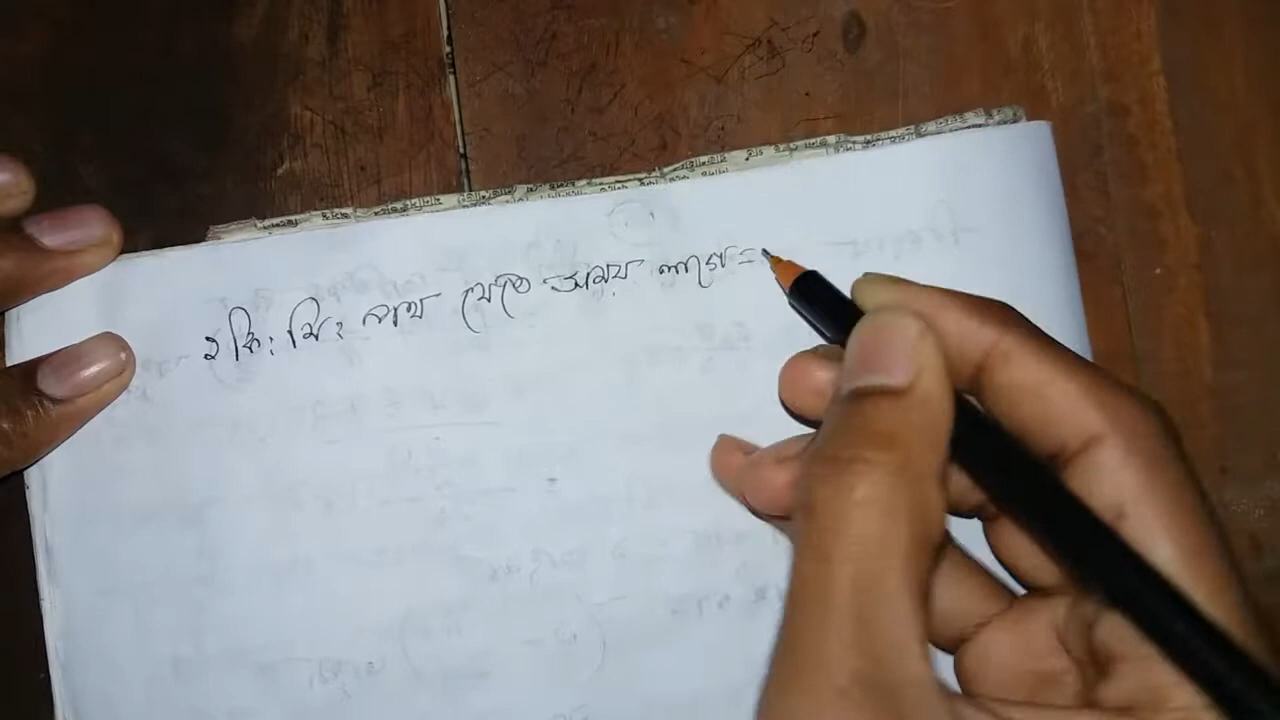 ২ কি: মি: পথ যেতে সময় লাগে =